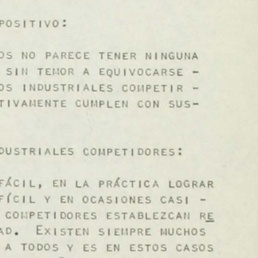 POSITIVO:
OS NO PARECE TENER NINGUNA
SIN TEMOR A EQUIVOCARSE -
OS INDUSTRIALES COMPETIR -
TIVAMENTE CUMPLEN CON SUS-
DUSTRIALES COMPETIDORES:
FÁCIL, EN LA PRÁCTICA LOGRAR
FÍCIL Y EN OCASIONES CASI -
COMPETIDORES ESTABLEZCAN RE
AD. EXISTEN SIEMPRE MUCHOS
A TODOS Y ES EN ESTOS CASOS